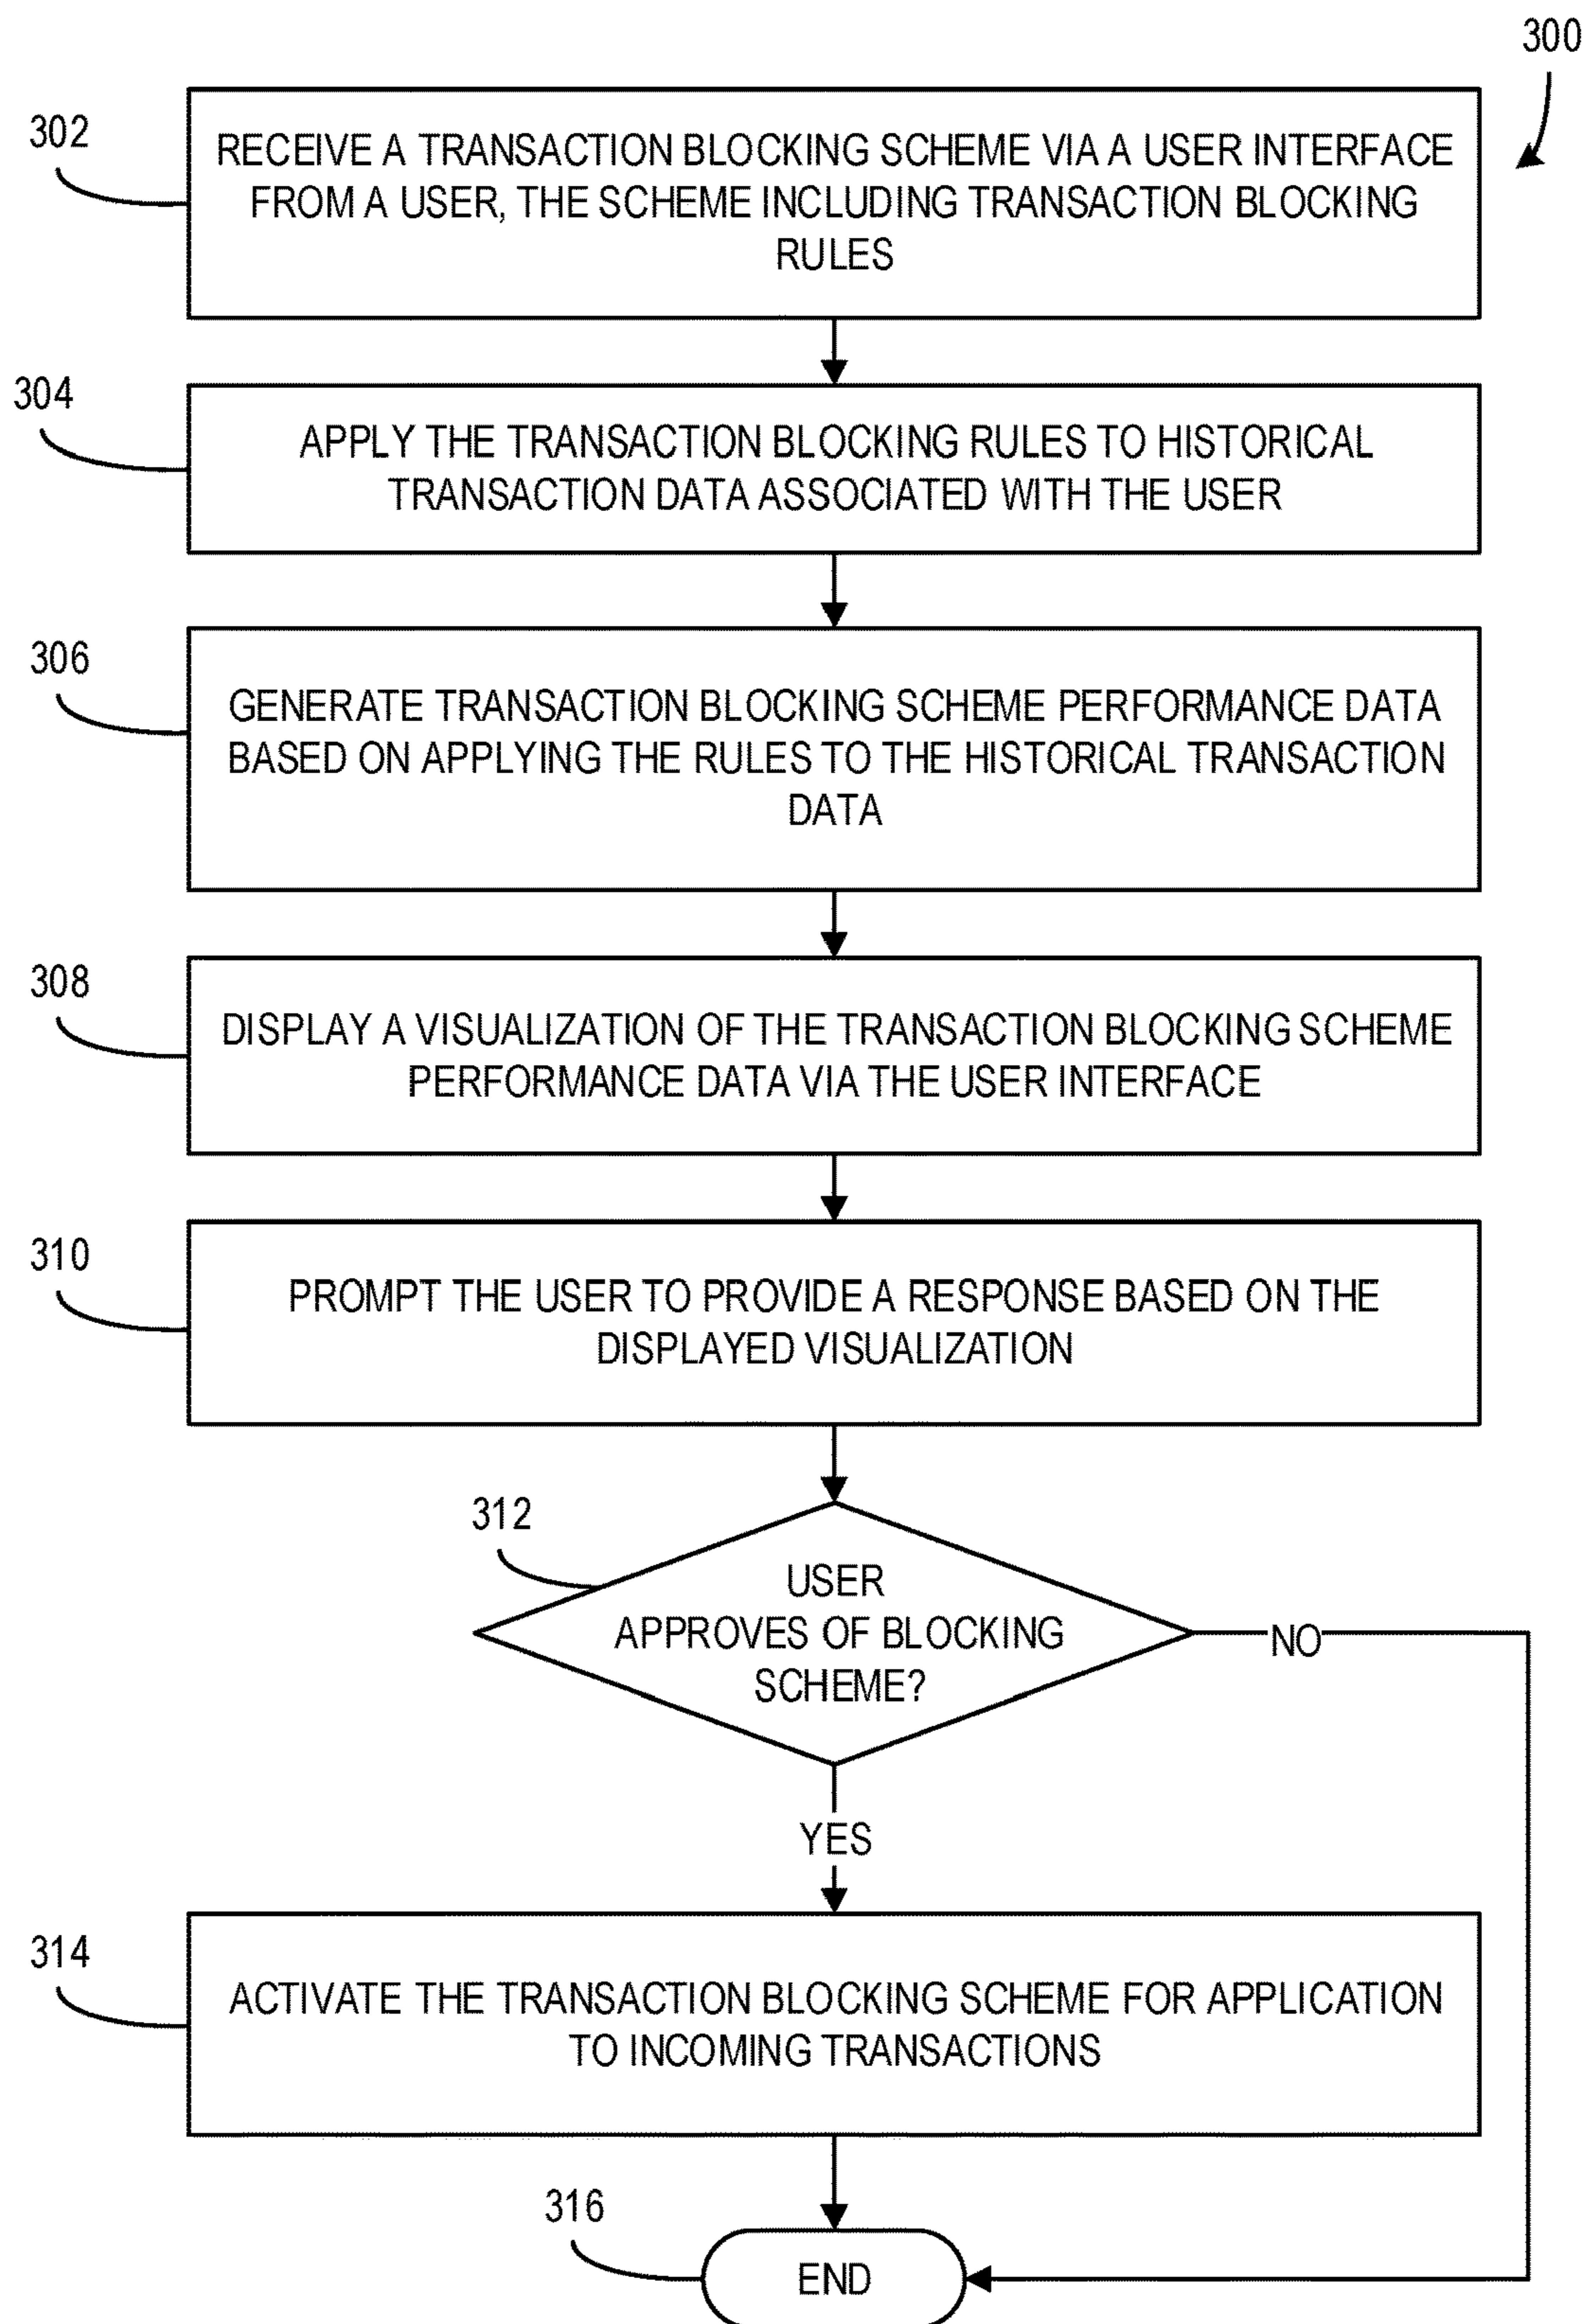 300
302
RECEIVE A TRANSACTION BLOCKING SCHEME VIA A USER INTERFACE
FROM A USER, THE SCHEME INCLUDING TRANSACTION BLOCKING
RULES
304
APPLY THE TRANSACTION BLOCKING RULES TO HISTORICAL
TRANSACTION DATA ASSOCIATED WITH THE USER
306
GENERATE TRANSACTION BLOCKING SCHEME PERFORMANCE DATA
BASED ON APPLYING THE RULES TO THE HISTORICAL TRANSACTION
DATA
308
DISPLAY A VISUALIZATION OF THE TRANSACTION BLOCKING SCHEME
PERFORMANCE DATA VIA THE USER INTERFACE
310
PROMPT THE USER TO PROVIDE A RESPONSE BASED ON THE
DISPLAYED VISUALIZATION
312
USER
APPROVES OF BLOCKING
SCHEME?
NO
YES
314
ACTIVATE THE TRANSACTION BLOCKING SCHEME FOR APPLICATION
TO INCOMING TRANSACTIONS
316
END